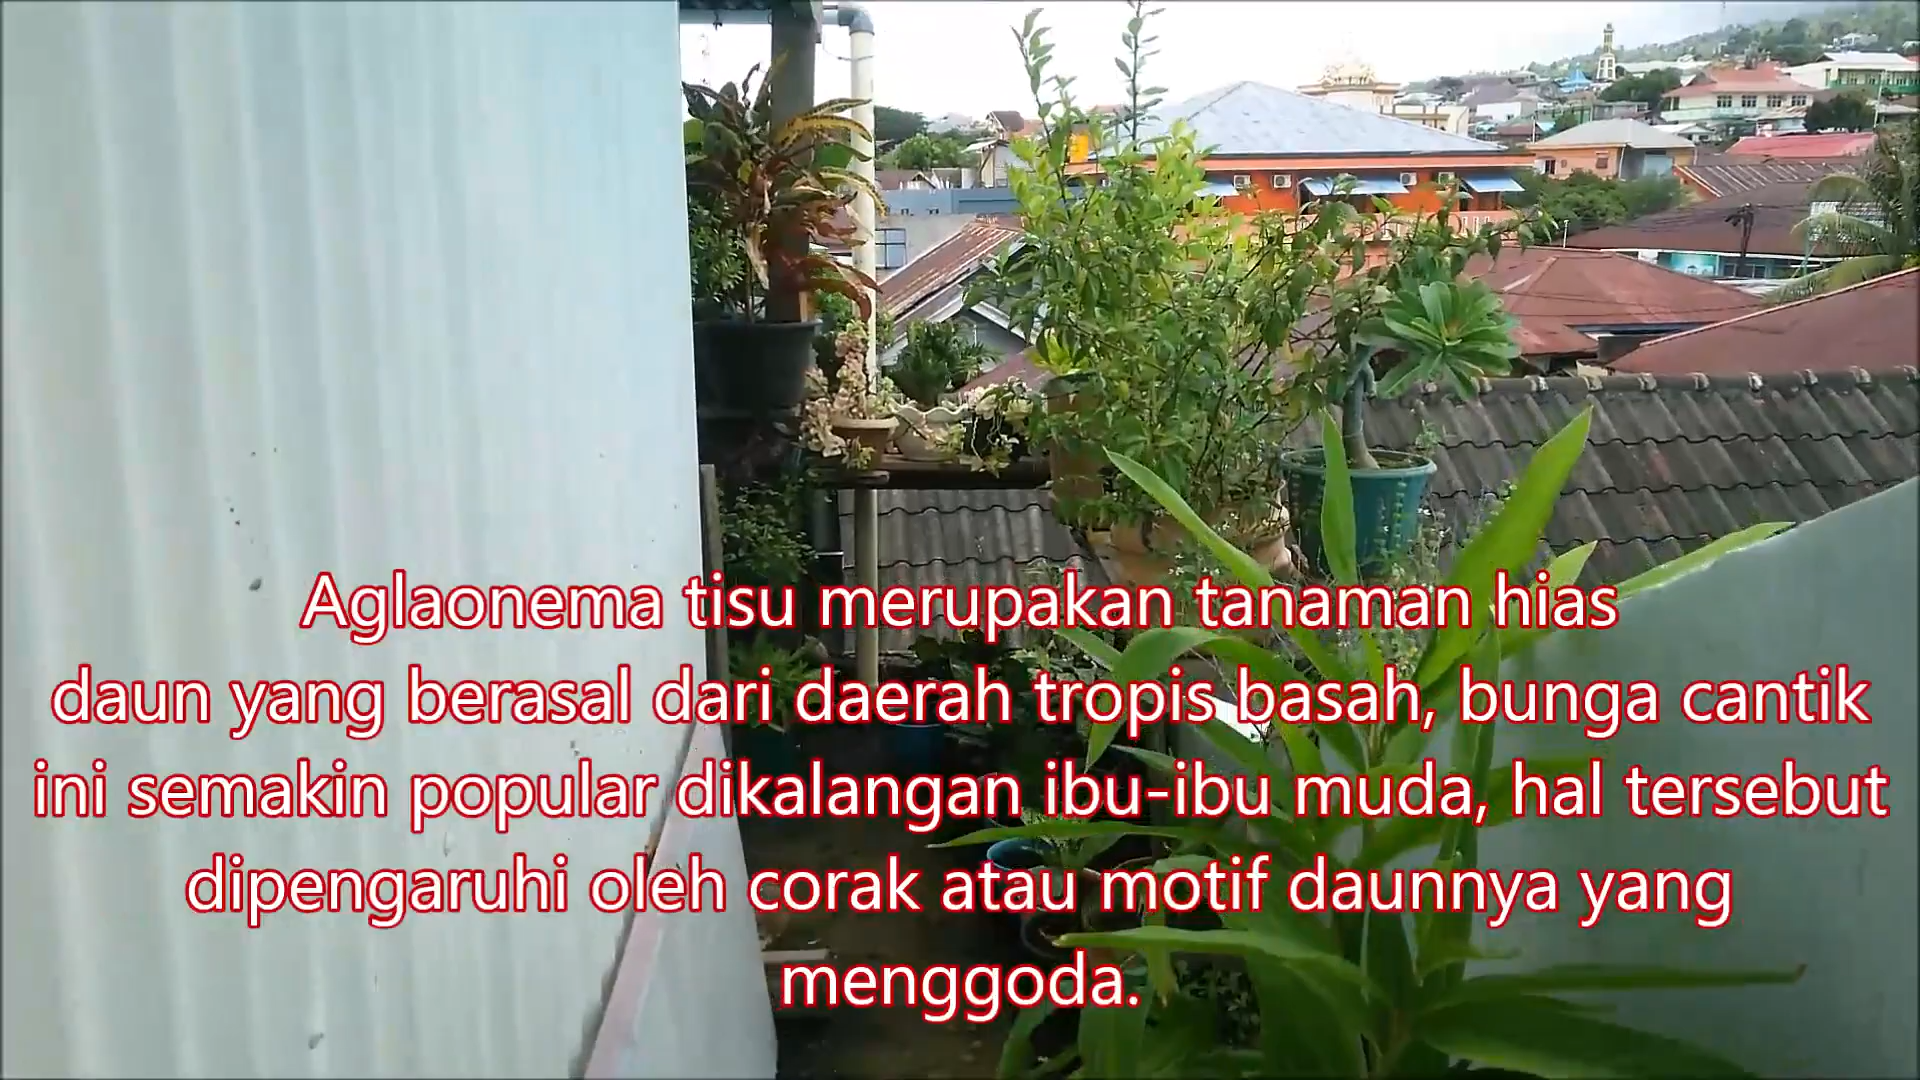 Aglaonema tisu merupakan tanaman hias
daun yang berasal dari daerah tropis basah, bunga cantik
ini semakin popular dikalangan ibu-ibu muda, hal tersebut
dipengaruhi oleh corak atau motif daunnya yang
menggoda.